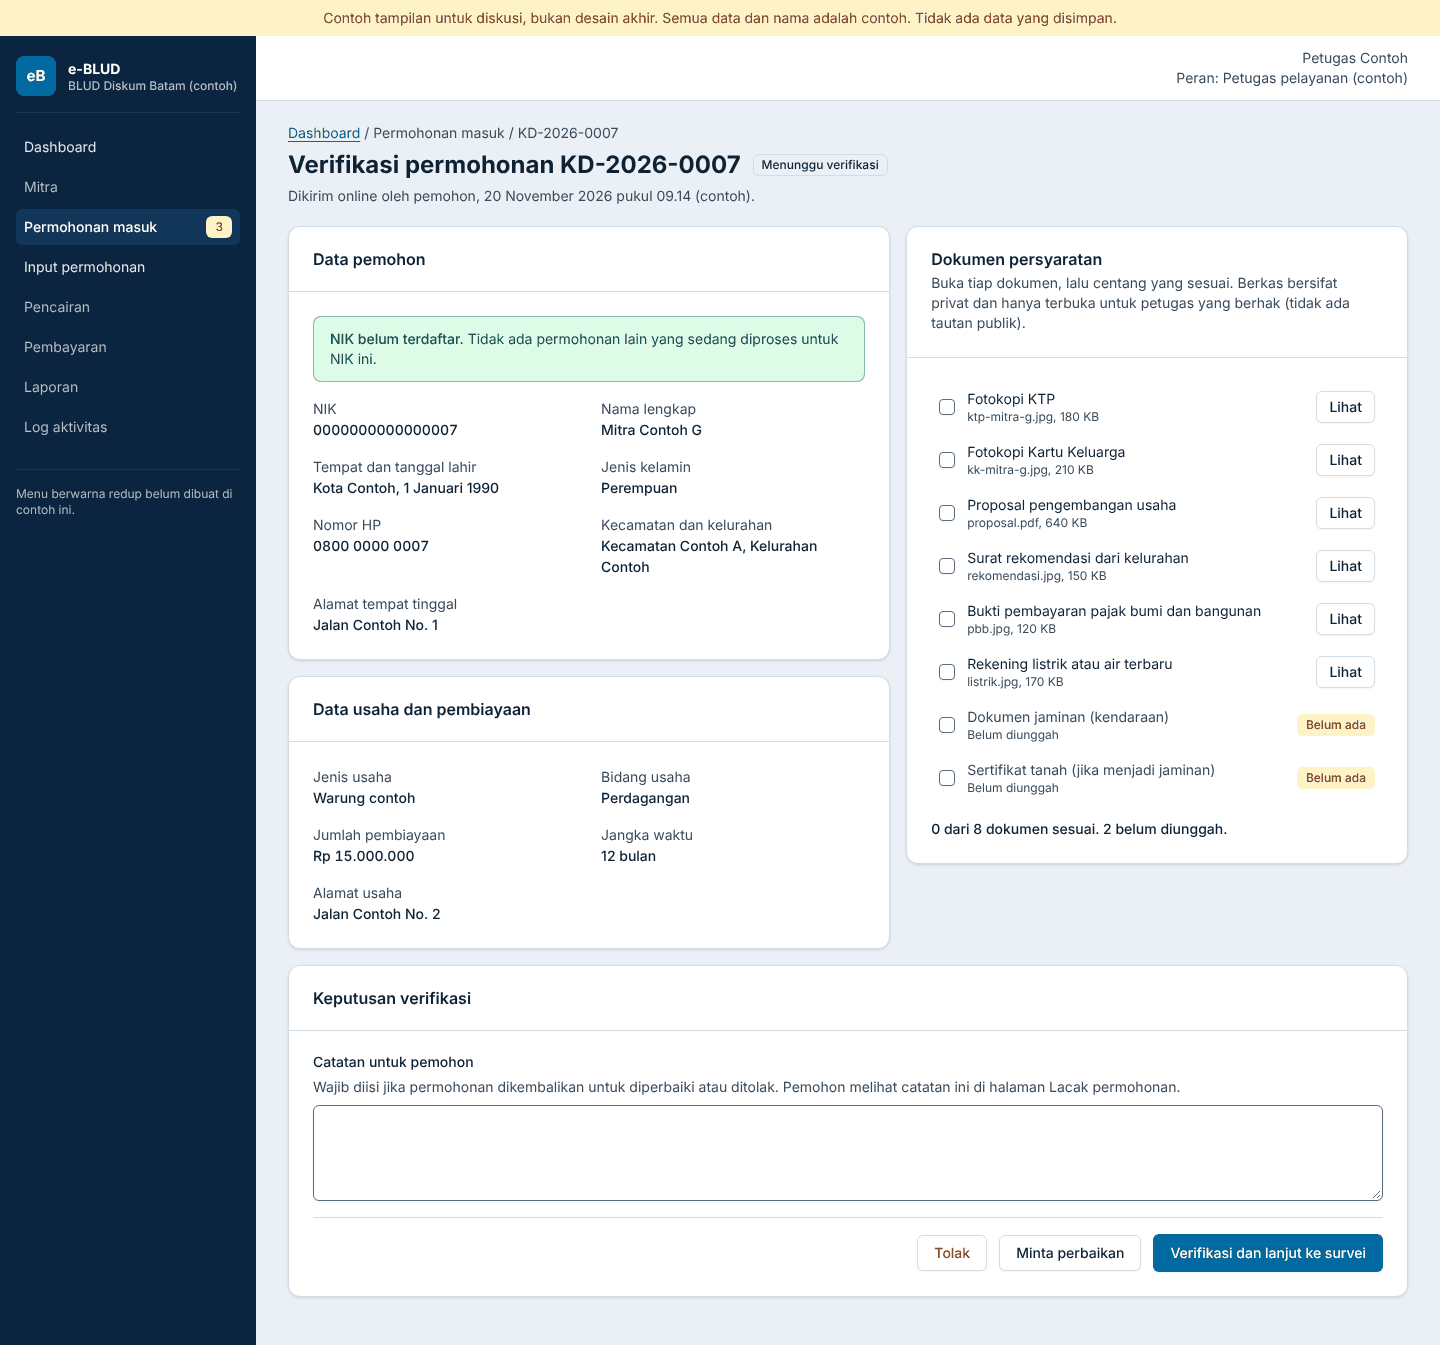 Contoh tampilan untuk diskusi, bukan desain akhir. Semua data dan nama adalah contoh. Tidak ada data yang disimpan.
eB
e-BLUD
BLUD Diskum Batam (contoh)
Dashboard
Mitra
Permohonan masuk
3
Input permohonan
Pencairan
Pembayaran
Laporan
Log aktivitas
Menu berwarna redup belum dibuat di
contoh ini.
Petugas Contoh
Peran: Petugas pelayanan (contoh)
Dashboard / Permohonan masuk / KD-2026-0007
Verifikasi permohonan KD-2026-0007
Menunggu verifikasi
Dikirim online oleh pemohon, 20 November 2026 pukul 09.14 (contoh).
Data pemohon
NIK belum terdaftar. Tidak ada permohonan lain yang sedang diproses untuk
NIK ini.
NIK
0000000000000007
Nama lengkap
Mitra Contoh G
Tempat dan tanggal lahir
Kota Contoh, 1 Januari 1990
Jenis kelamin
Perempuan
Nomor HP
0800 0000 0007
Kecamatan dan kelurahan
Kecamatan Contoh A, Kelurahan
Contoh
Alamat tempat tinggal
Jalan Contoh No. 1
Data usaha dan pembiayaan
Jenis usaha
Warung contoh
Bidang usaha
Perdagangan
Jumlah pembiayaan
Rp 15.000.000
Jangka waktu
12 bulan
Alamat usaha
Jalan Contoh No. 2
Dokumen persyaratan
Buka tiap dokumen, lalu centang yang sesuai. Berkas bersifat
privat dan hanya terbuka untuk petugas yang berhak (tidak ada
tautan publik).
Fotokopi KTP
ktp-mitra-g.jpg, 180 KB
Lihat
Fotokopi Kartu Keluarga
kk-mitra-g.jpg, 210 KB
Lihat
Proposal pengembangan usaha
proposal.pdf, 640 KB
Lihat
Surat rekomendasi dari kelurahan
rekomendasi.jpg, 150 KB
Lihat
Bukti pembayaran pajak bumi dan bangunan
pbb.jpg, 120 KB
Lihat
Rekening listrik atau air terbaru
listrik.jpg, 170 KB
Lihat
Dokumen jaminan (kendaraan)
Belum diunggah
Belum ada
Sertifikat tanah (jika menjadi jaminan)
Belum diunggah
Belum ada
0 dari 8 dokumen sesuai. 2 belum diunggah.
Keputusan verifikasi
Catatan untuk pemohon
Wajib diisi jika permohonan dikembalikan untuk diperbaiki atau ditolak. Pemohon melihat catatan ini di halaman Lacak permohonan.
Tolak
Minta perbaikan
Verifikasi dan lanjut ke survei